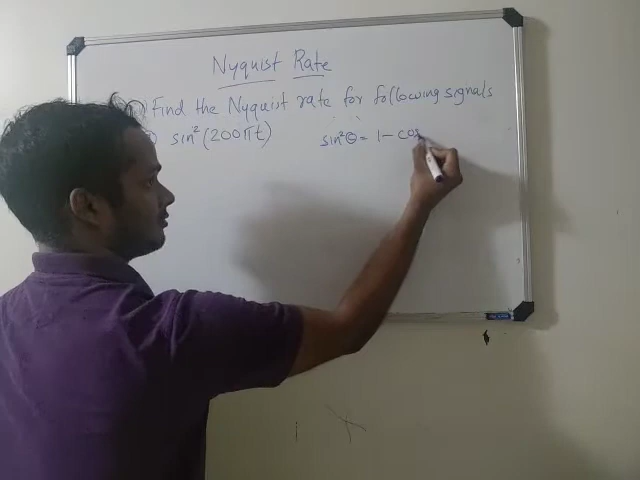 Nyquist Rate
) Find the Nyquist rate for following signals
) sin²(200πt) sin²θ = 1 - cos